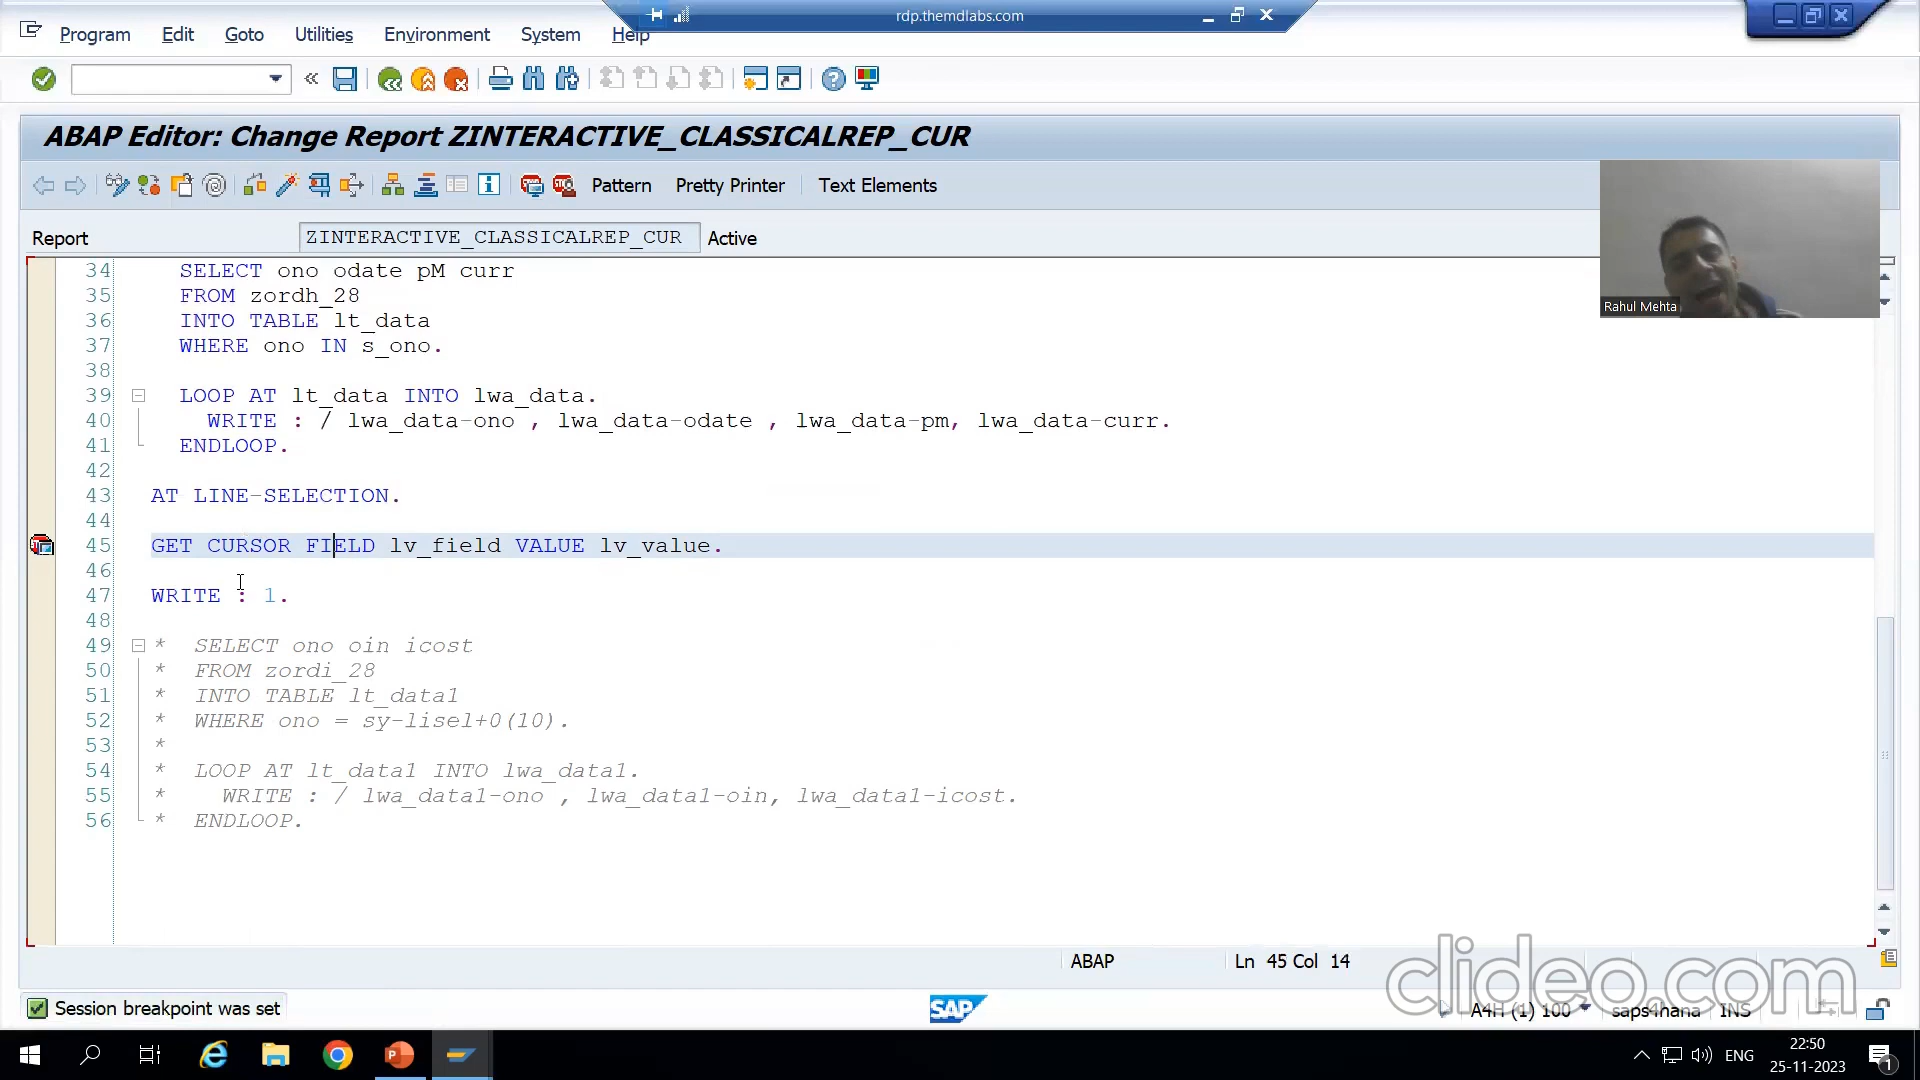 rdp.themdlabs.com
Program Edit Goto Utilities Environment System Help
ABAP Editor: Change Report ZINTERACTIVE_CLASSICALREP_CUR
Pattern Pretty Printer Text Elements
Report ZINTERACTIVE_CLASSICALREP_CUR Active
Rahul Mehta
34 SELECT ono odate pM curr
35 FROM zordh_28
36 INTO TABLE lt_data
37 WHERE ono IN s_ono.
38
39 LOOP AT lt_data INTO lwa_data.
40 WRITE : / lwa_data-ono , lwa_data-odate , lwa_data-pm, lwa_data-curr.
41 ENDLOOP.
42
43 AT LINE-SELECTION.
44
45 GET CURSOR FIELD lv_field VALUE lv_value.
46
47 WRITE : 1.
48
49 * SELECT ono oin icost
50 * FROM zordi_28
51 * INTO TABLE lt_data1
52 * WHERE ono = sy-lisel+0(10).
53 *
54 * LOOP AT lt_data1 INTO lwa_data1.
55 * WRITE : / lwa_data1-ono , lwa_data1-oin, lwa_data1-icost.
56 * ENDLOOP.
ABAP Ln 45 Col 14
clideo.com
Session breakpoint was set
SAP
A4H (1) 100 saps4hana INS
ENG
22:50
25-11-2023
1